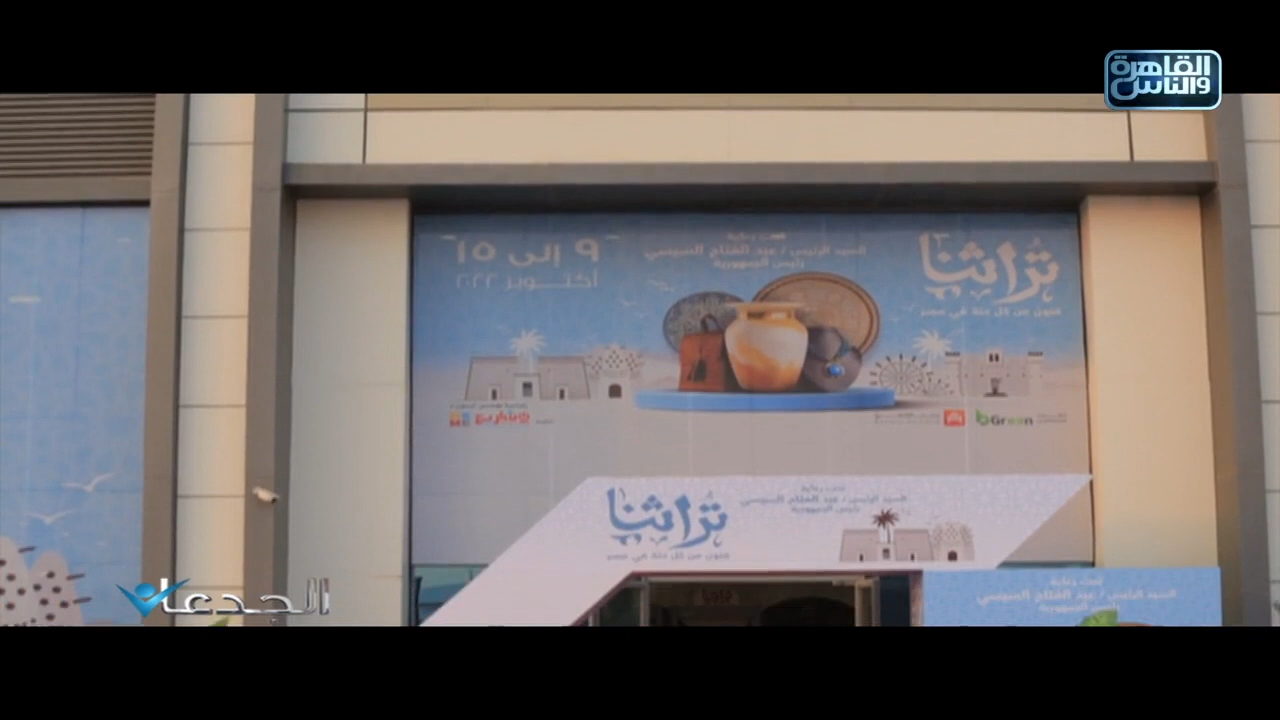 القاهرة
والناس
تراثنا
فنون من كل حتة في مصر
تحت رعاية
السيد الرئيس / عبد الفتاح السيسي
رئيس الجمهورية
٩ إلى ١٥
أكتوبر ٢٠٢٢
bGreen
تراثنا
فنون من كل حتة في مصر
تحت رعاية
السيد الرئيس / عبد الفتاح السيسي
رئيس الجمهورية
تحت رعاية
السيد الرئيس / عبد الفتاح السيسي
رئيس الجمهورية
الجدعان